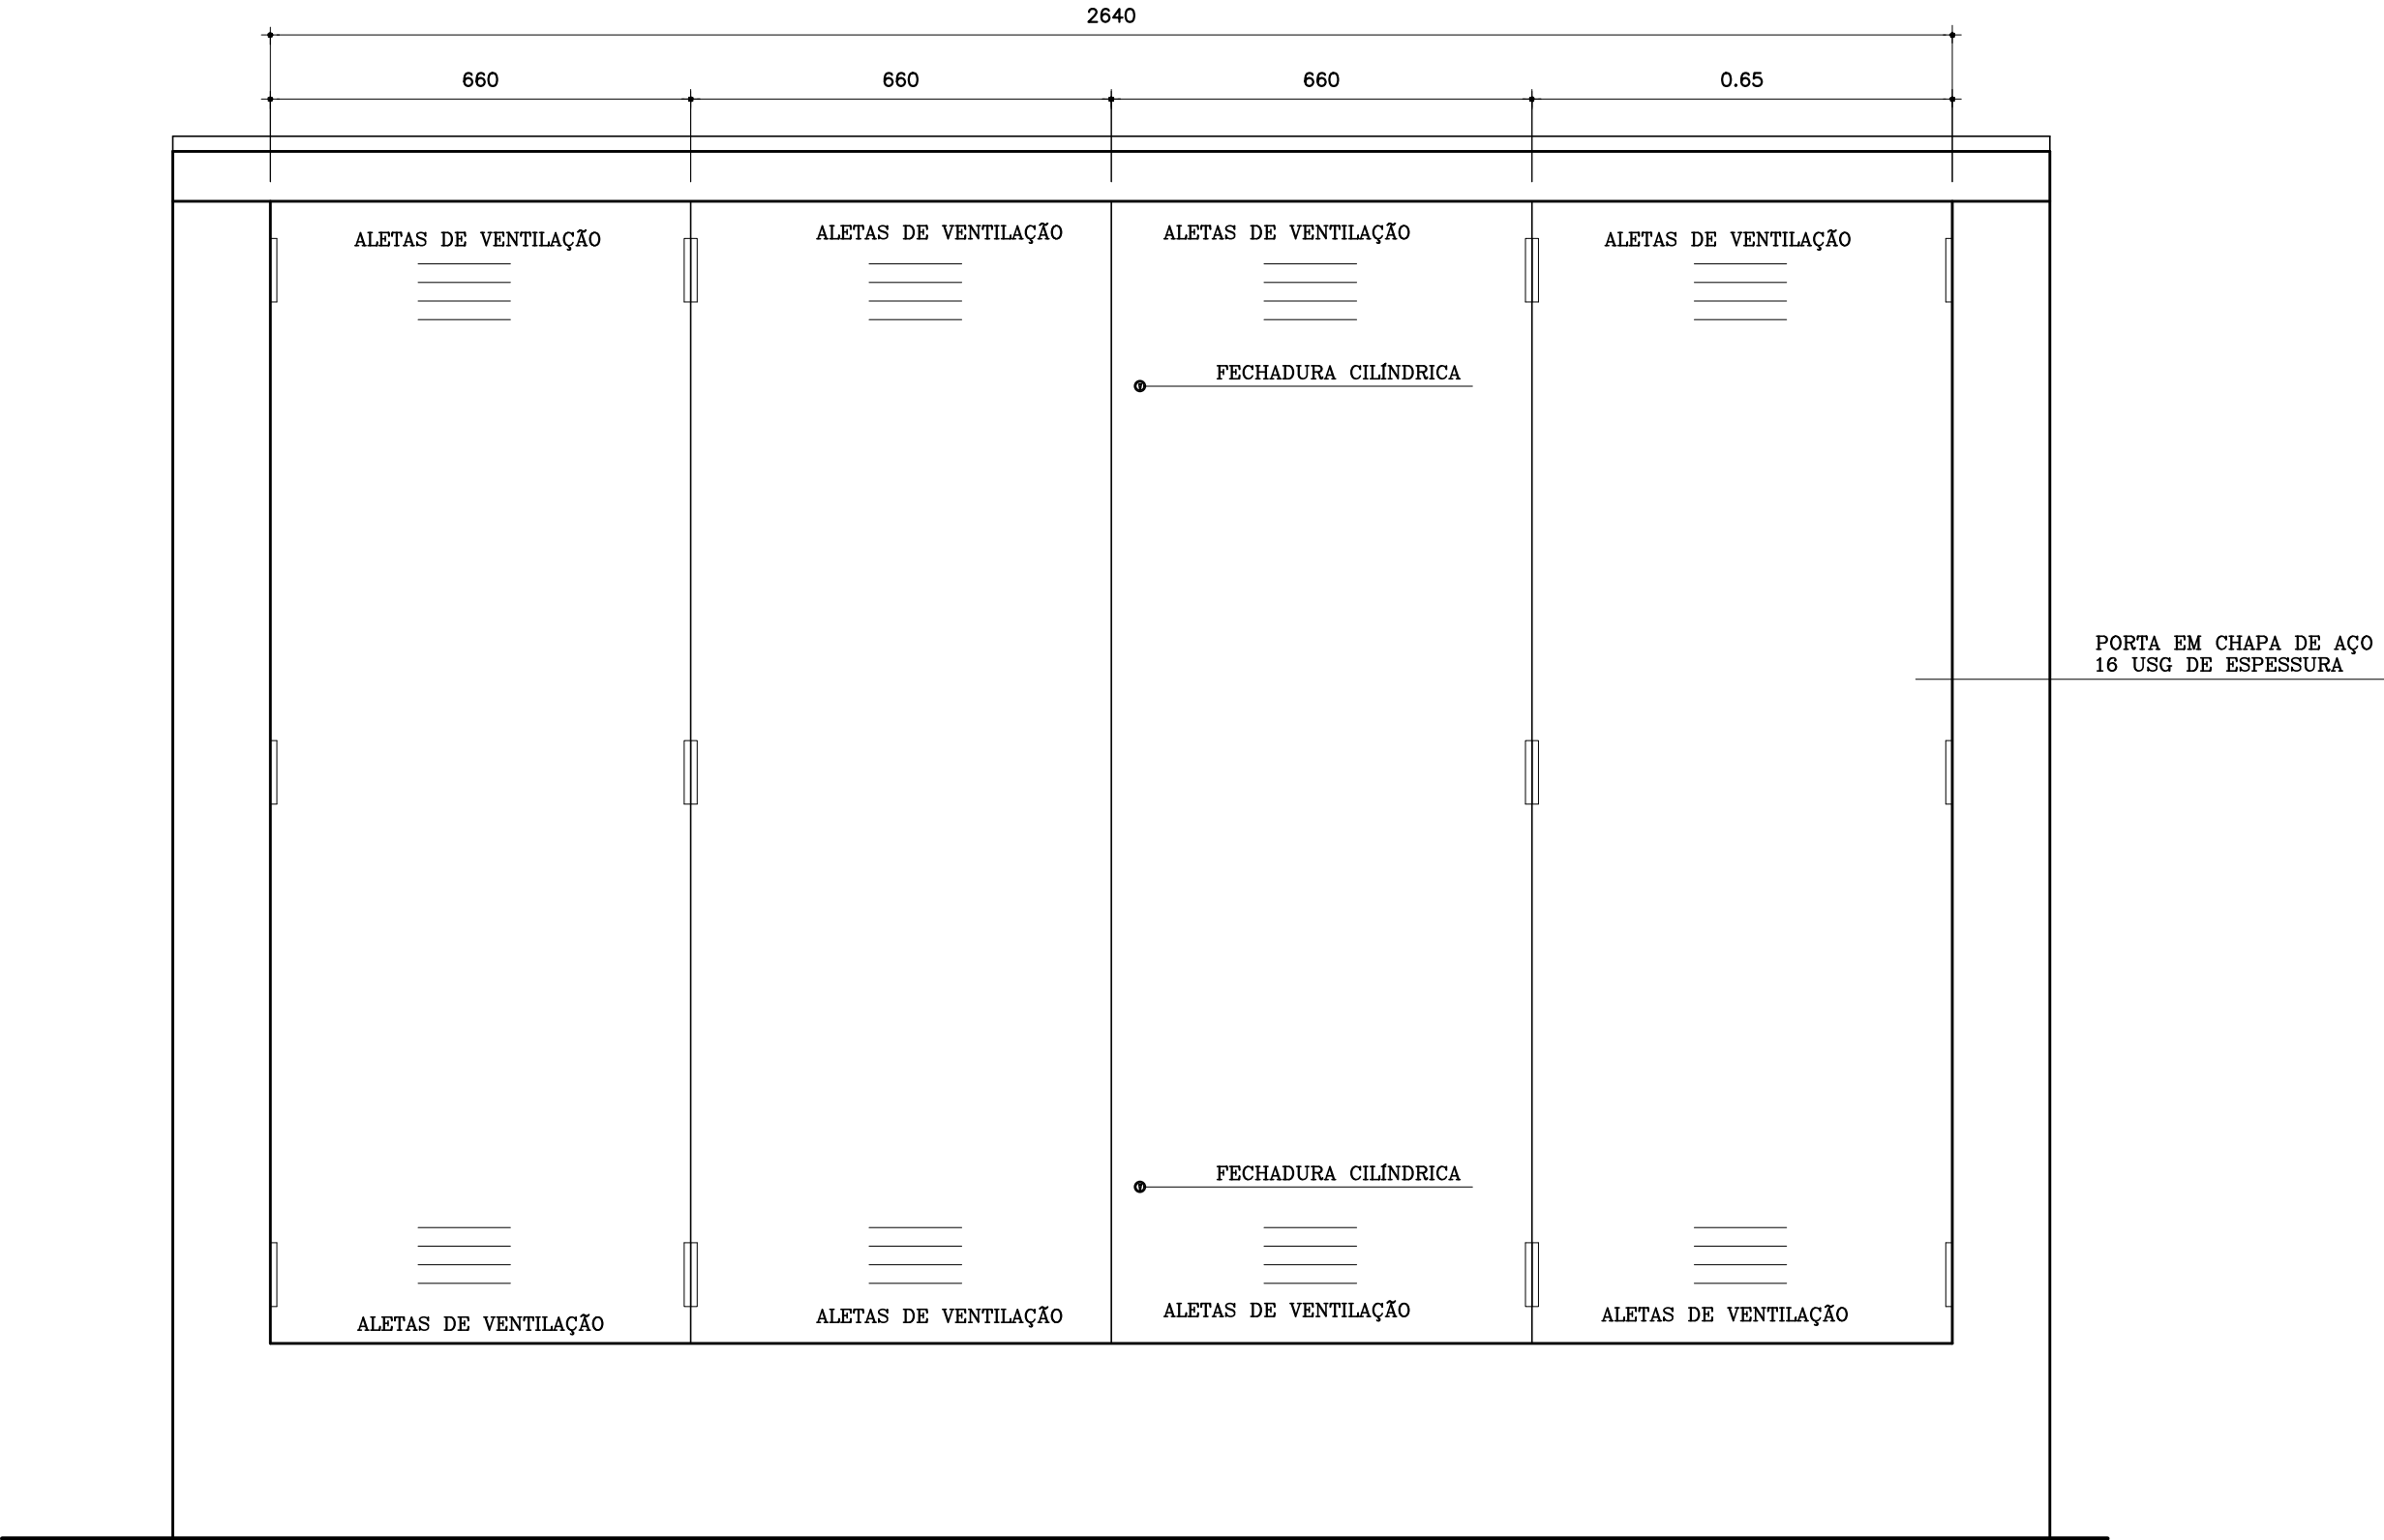 2640
660
660
660
0.65
ALETAS DE VENTILAÇÃO
ALETAS DE VENTILAÇÃO
ALETAS DE VENTILAÇÃO
ALETAS DE VENTILAÇÃO
FECHADURA CILÍNDRICA
PORTA EM CHAPA DE AÇO
16 USG DE ESPESSURA
FECHADURA CILÍNDRICA
ALETAS DE VENTILAÇÃO
ALETAS DE VENTILAÇÃO
ALETAS DE VENTILAÇÃO
ALETAS DE VENTILAÇÃO